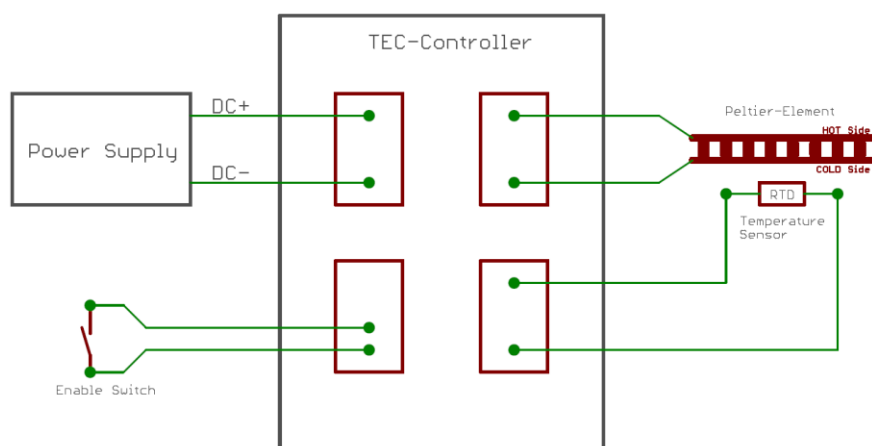 TEC-Controller
Power Supply
DC+
DC-
Peltier-Element
HOT Side
COLD Side
RTD
Temperature
Sensor
Enable Switch